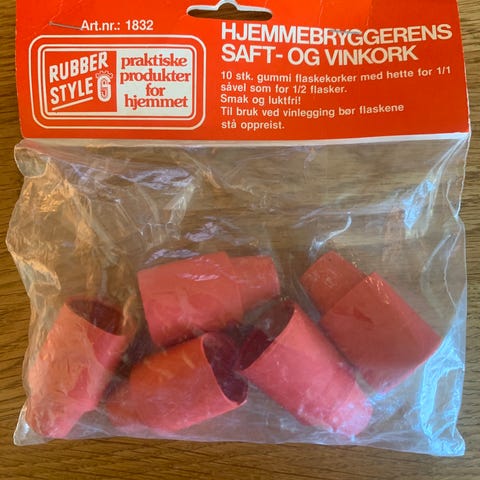 Art.nr.: 1832
RUBBER
STYLE G
praktiske
produkter
for
hjemmet
HJEMMEBRYGGERENS
SAFT- OG VINKORK
10 stk. gummi flaskekorker med hette for 1/1
såvel som for 1/2 flasker.
Smak og luktfri!
Til bruk ved vinlegging bør flaskene
stå oppreist.